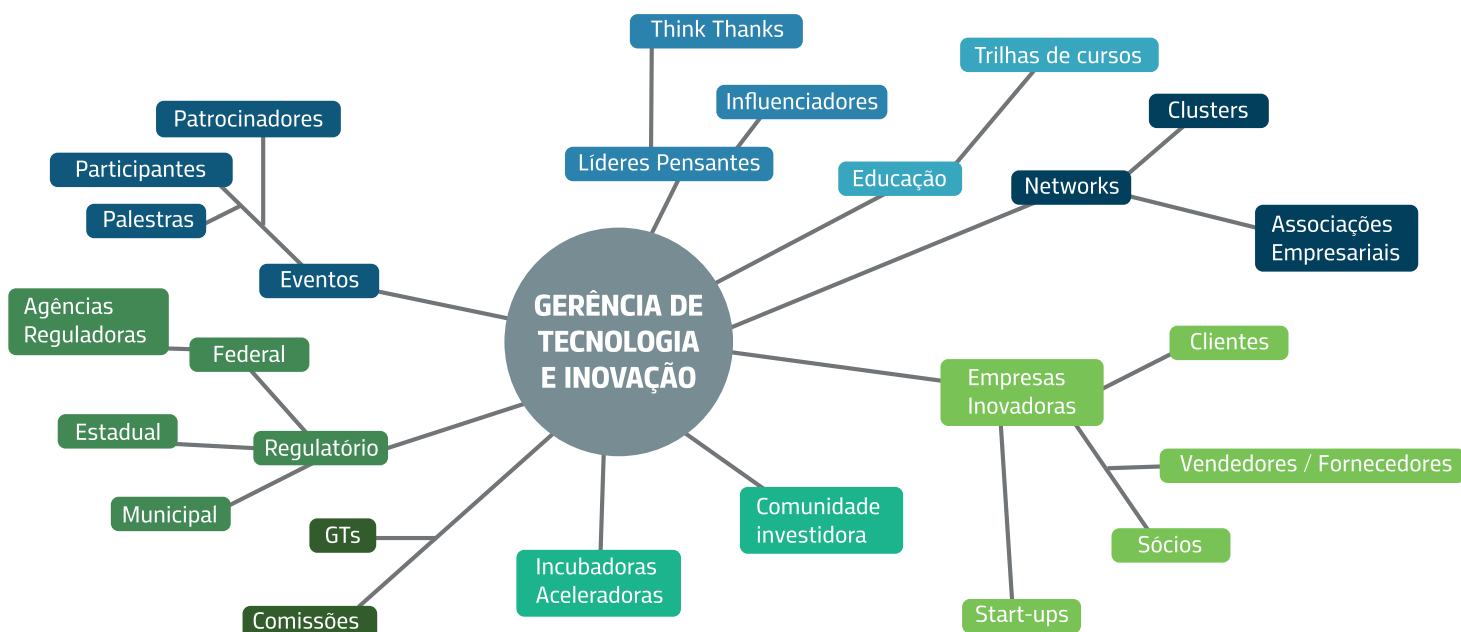 Think Thanks
Trilhas de cursos
Influenciadores
Clusters
Patrocinadores
Líderes Pensantes
Participantes
Educação
Networks
Palestras
Associações
Empresariais
Eventos
GERÊNCIA DE
TECNOLOGIA
E INOVAÇÃO
Agências
Reguladoras
Federal
Clientes
Empresas
Inovadoras
Estadual
Regulatório
Vendedores / Fornecedores
Municipal
Comunidade
investidora
GTs
Sócios
Incubadoras
Aceleradoras
Start-ups
Comissões